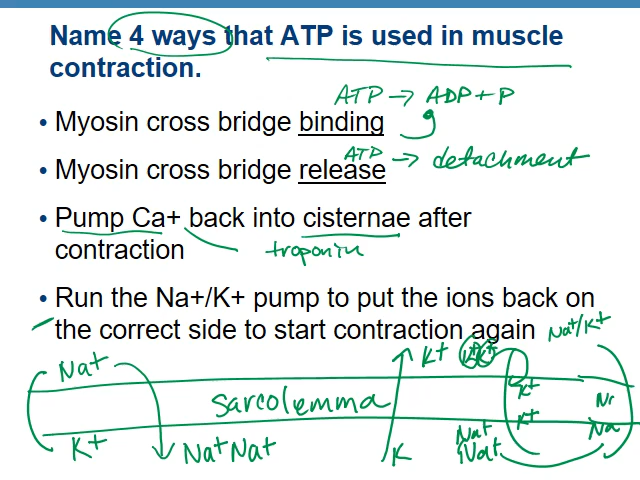 Name 4 ways that ATP is used in muscle
contraction.
ATP → ADP + P
• Myosin cross bridge binding
ATP → detachment
• Myosin cross bridge release
• Pump Ca+ back into cisternae after
contraction
troponin
• Run the Na+/K+ pump to put the ions back on
the correct side to start contraction again
Na+/K+
Na+
K+
K+
sarcolemma
K+
K+
Na
K+
Na+ Na+
K
Na+